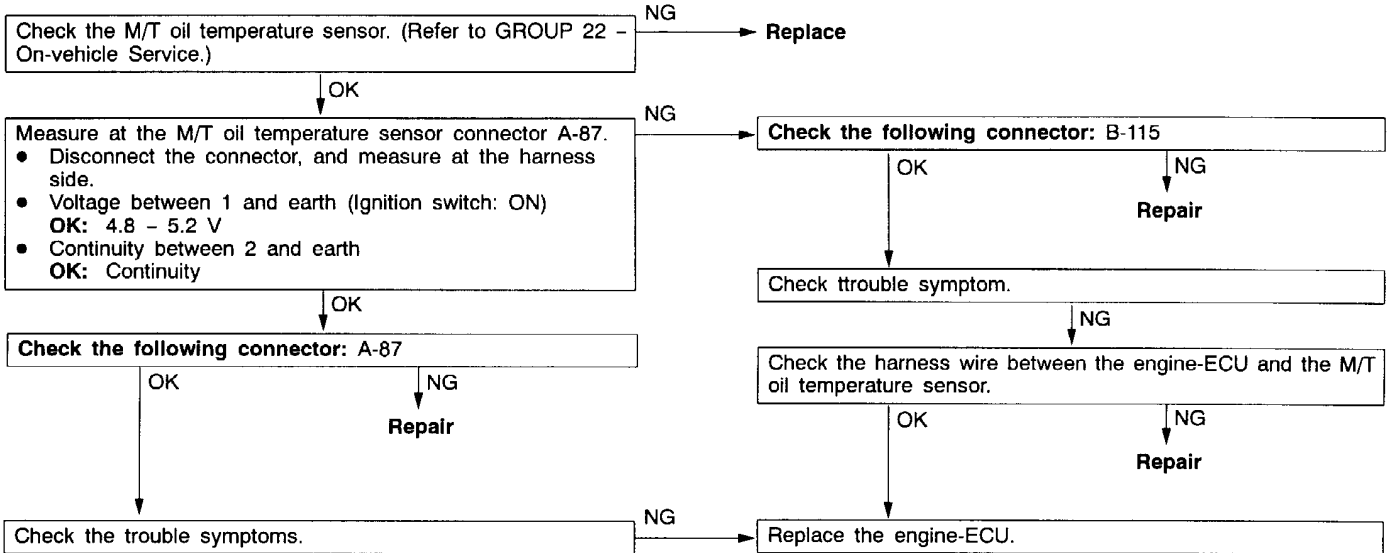 Check the M/T oil temperature sensor. (Refer to GROUP 22 –
On-vehicle Service.)
NG
Replace
OK
Measure at the M/T oil temperature sensor connector A-87.
● Disconnect the connector, and measure at the harness
side.
● Voltage between 1 and earth (Ignition switch: ON)
OK: 4.8 – 5.2 V
● Continuity between 2 and earth
OK: Continuity
NG
Check the following connector: B-115
OK
NG
Repair
Check ttrouble symptom.
NG
Check the harness wire between the engine-ECU and the M/T
oil temperature sensor.
OK
NG
Repair
OK
Check the following connector: A-87
OK
NG
Repair
Check the trouble symptoms.
NG
Replace the engine-ECU.